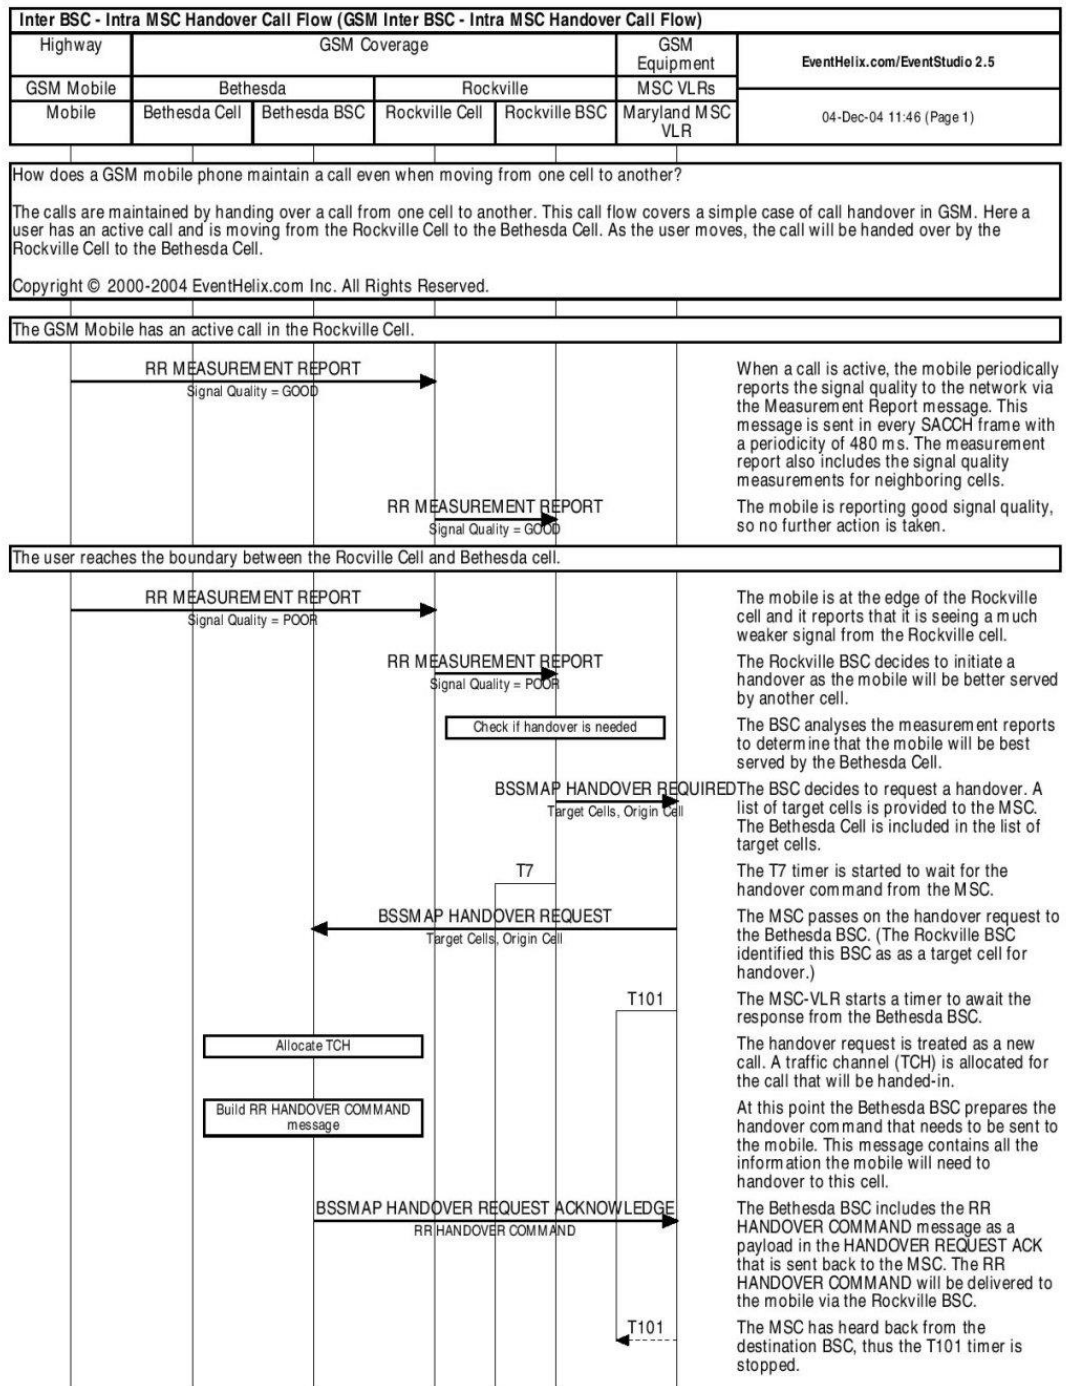 Inter BSC - Intra MSC Handover Call Flow (GSM Inter BSC - Intra MSC Handover Call Flow)
Highway
GSM Coverage
GSM
Equipment
EventHelix.com/EventStudio 2.5
GSM Mobile
Bethesda
Rockville
MSC VLRs
Mobile
Bethesda Cell
Bethesda BSC
Rockville Cell
Rockville BSC
Maryland MSC
VLR
04-Dec-04 11:46 (Page 1)
How does a GSM mobile phone maintain a call even when moving from one cell to another?
The calls are maintained by handing over a call from one cell to another. This call flow covers a simple case of call handover in GSM. Here a
user has an active call and is moving from the Rockville Cell to the Bethesda Cell. As the user moves, the call will be handed over by the
Rockville Cell to the Bethesda Cell.
Copyright © 2000-2004 EventHelix.com Inc. All Rights Reserved.
The GSM Mobile has an active call in the Rockville Cell.
RR MEASUREMENT REPORT
Signal Quality = GOOD
When a call is active, the mobile periodically
reports the signal quality to the network via
the Measurement Report message. This
message is sent in every SACCH frame with
a periodicity of 480 ms. The measurement
report also includes the signal quality
measurements for neighboring cells.
RR MEASUREMENT REPORT
Signal Quality = GOOD
The mobile is reporting good signal quality,
so no further action is taken.
The user reaches the boundary between the Rocville Cell and Bethesda cell.
RR MEASUREMENT REPORT
Signal Quality = POOR
The mobile is at the edge of the Rockville
cell and it reports that it is seeing a much
weaker signal from the Rockville cell.
RR MEASUREMENT REPORT
Signal Quality = POOR
The Rockville BSC decides to initiate a
handover as the mobile will be better served
by another cell.
Check if handover is needed
The BSC analyses the measurement reports
to determine that the mobile will be best
served by the Bethesda Cell.
BSSMAP HANDOVER REQUIRED
Target Cells, Origin Cell
The BSC decides to request a handover. A
list of target cells is provided to the MSC.
The Bethesda Cell is included in the list of
target cells.
T7
The T7 timer is started to wait for the
handover command from the MSC.
BSSMAP HANDOVER REQUEST
Target Cells, Origin Cell
The MSC passes on the handover request to
the Bethesda BSC. (The Rockville BSC
identified this BSC as as a target cell for
handover.)
T101
The MSC-VLR starts a timer to await the
response from the Bethesda BSC.
Allocate TCH
The handover request is treated as a new
call. A traffic channel (TCH) is allocated for
the call that will be handed-in.
Build RR HANDOVER COMMAND
message
At this point the Bethesda BSC prepares the
handover command that needs to be sent to
the mobile. This message contains all the
information the mobile will need to
handover to this cell.
BSSMAP HANDOVER REQUEST ACKNOWLEDGE
RR HANDOVER COMMAND
The Bethesda BSC includes the RR
HANDOVER COMMAND message as a
payload in the HANDOVER REQUEST ACK
that is sent back to the MSC. The RR
HANDOVER COMMAND will be delivered to
the mobile via the Rockville BSC.
T101
The MSC has heard back from the
destination BSC, thus the T101 timer is
stopped.